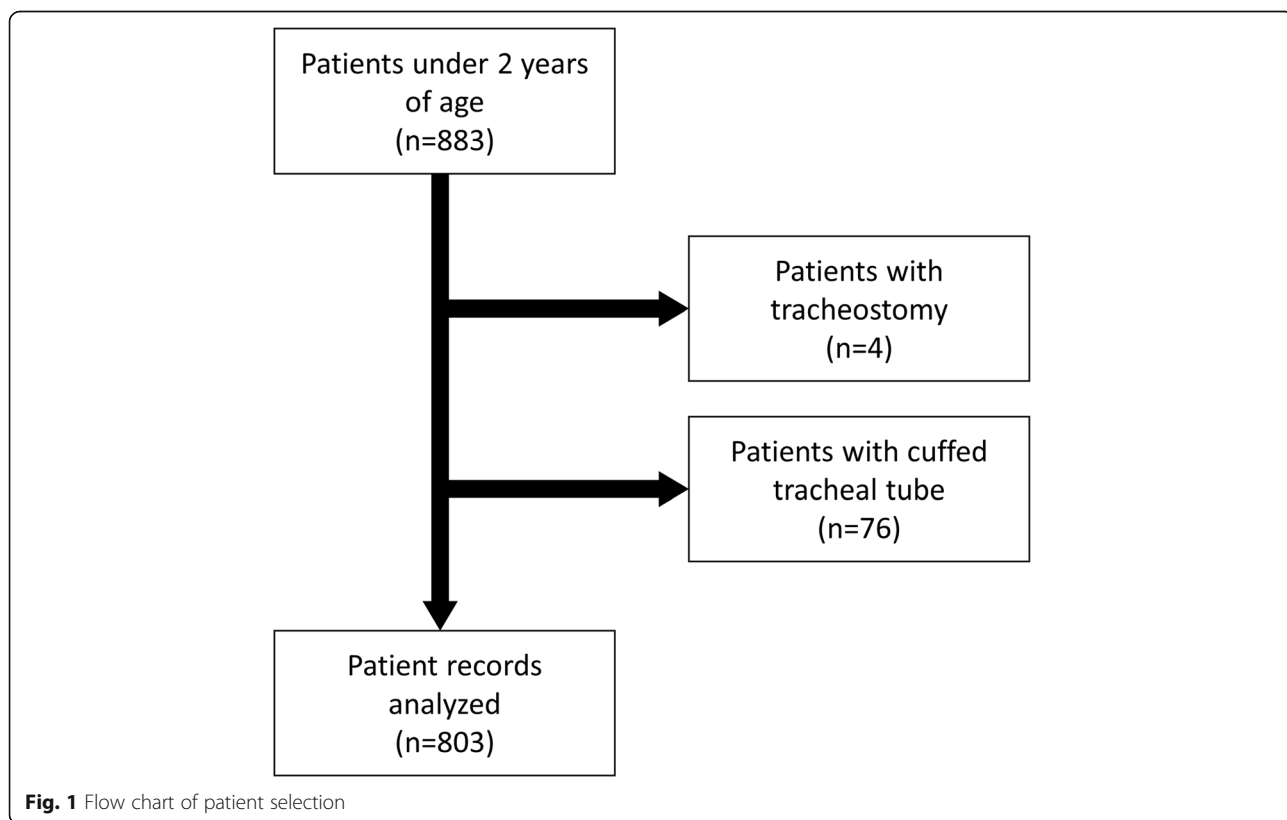 Patients under 2 years
of age
(n=883)
Patients with
tracheostomy
(n=4)
Patients with cuffed
tracheal tube
(n=76)
Patient records
analyzed
(n=803)
Fig. 1 Flow chart of patient selection